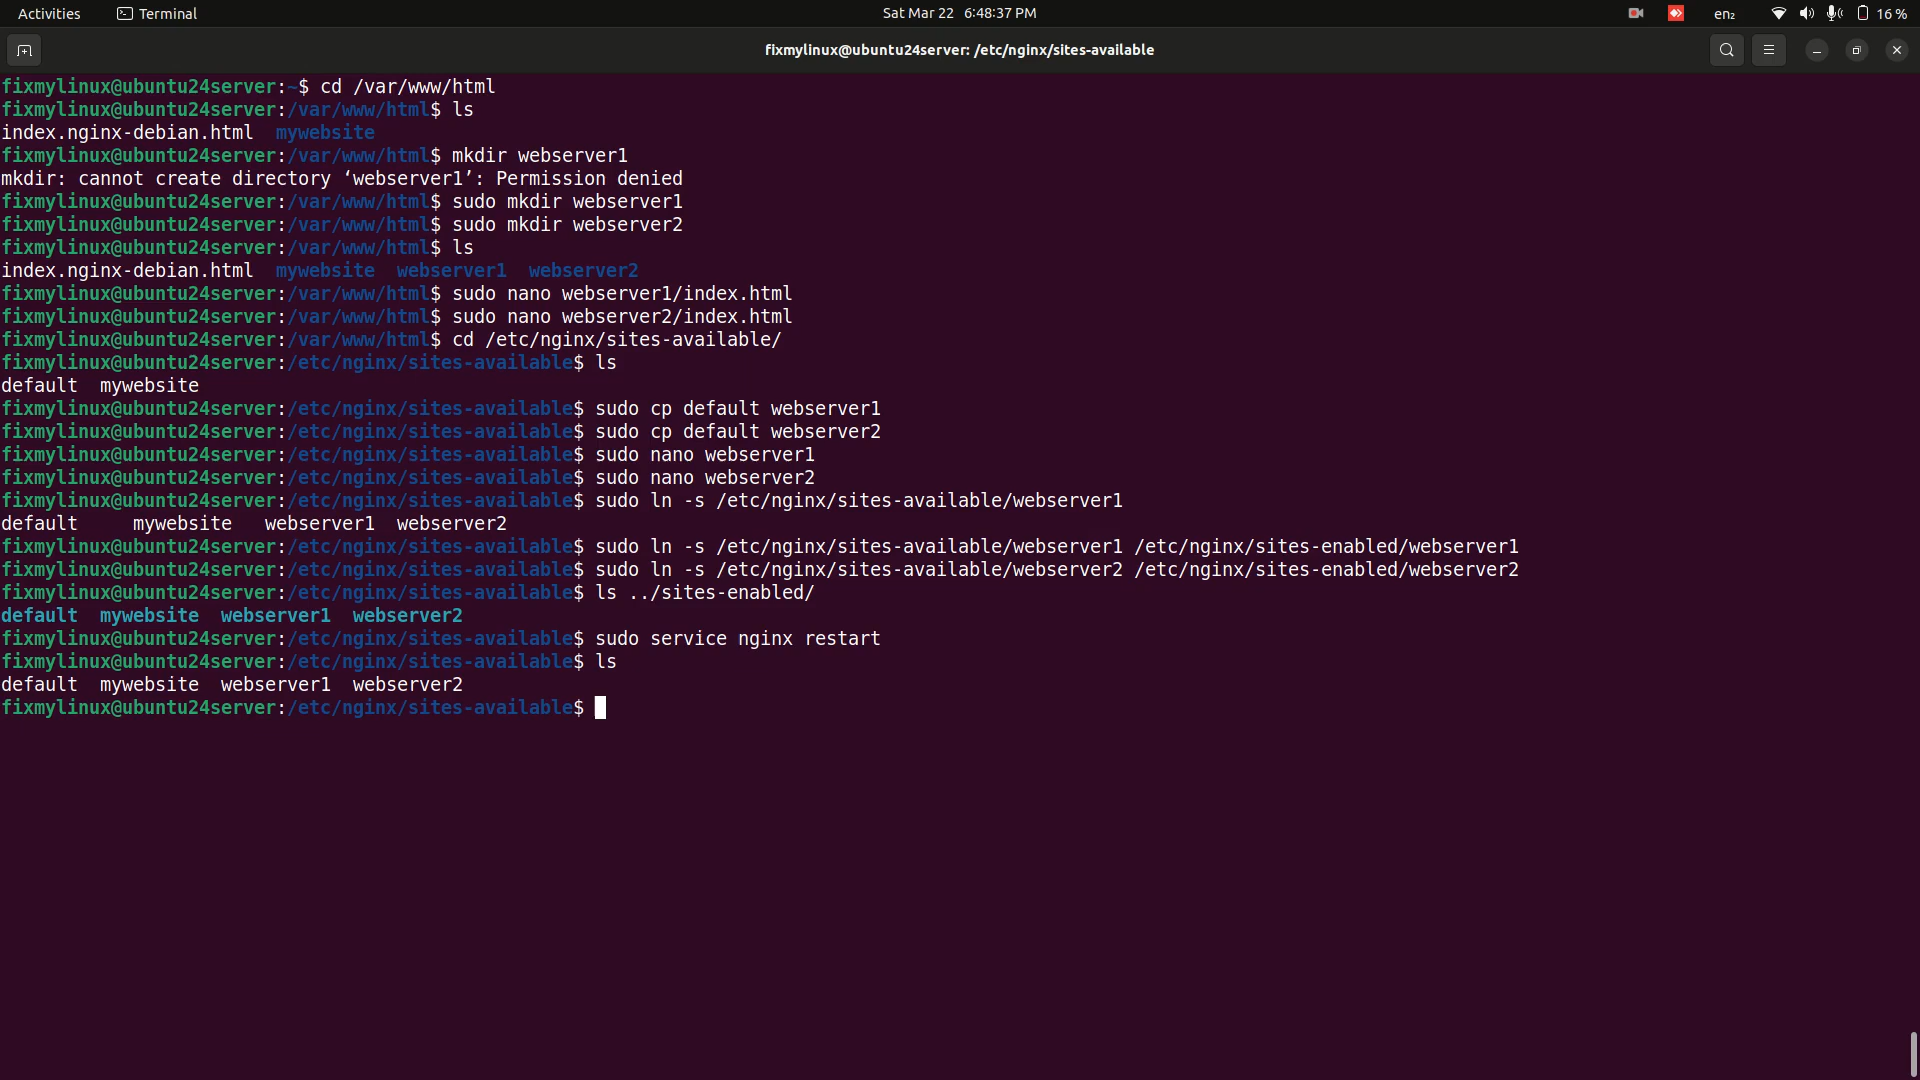 Activities Terminal Sat Mar 22 6:48:37 PM en₂ 16 %
fixmylinux@ubuntu24server: /etc/nginx/sites-available
fixmylinux@ubuntu24server:~$ cd /var/www/html
fixmylinux@ubuntu24server:/var/www/html$ ls
index.nginx-debian.html  mywebsite
fixmylinux@ubuntu24server:/var/www/html$ mkdir webserver1
mkdir: cannot create directory ‘webserver1’: Permission denied
fixmylinux@ubuntu24server:/var/www/html$ sudo mkdir webserver1
fixmylinux@ubuntu24server:/var/www/html$ sudo mkdir webserver2
fixmylinux@ubuntu24server:/var/www/html$ ls
index.nginx-debian.html  mywebsite  webserver1  webserver2
fixmylinux@ubuntu24server:/var/www/html$ sudo nano webserver1/index.html
fixmylinux@ubuntu24server:/var/www/html$ sudo nano webserver2/index.html
fixmylinux@ubuntu24server:/var/www/html$ cd /etc/nginx/sites-available/
fixmylinux@ubuntu24server:/etc/nginx/sites-available$ ls
default  mywebsite
fixmylinux@ubuntu24server:/etc/nginx/sites-available$ sudo cp default webserver1
fixmylinux@ubuntu24server:/etc/nginx/sites-available$ sudo cp default webserver2
fixmylinux@ubuntu24server:/etc/nginx/sites-available$ sudo nano webserver1
fixmylinux@ubuntu24server:/etc/nginx/sites-available$ sudo nano webserver2
fixmylinux@ubuntu24server:/etc/nginx/sites-available$ sudo ln -s /etc/nginx/sites-available/webserver1
default     mywebsite   webserver1  webserver2
fixmylinux@ubuntu24server:/etc/nginx/sites-available$ sudo ln -s /etc/nginx/sites-available/webserver1 /etc/nginx/sites-enabled/webserver1
fixmylinux@ubuntu24server:/etc/nginx/sites-available$ sudo ln -s /etc/nginx/sites-available/webserver2 /etc/nginx/sites-enabled/webserver2
fixmylinux@ubuntu24server:/etc/nginx/sites-available$ ls ../sites-enabled/
default  mywebsite  webserver1  webserver2
fixmylinux@ubuntu24server:/etc/nginx/sites-available$ sudo service nginx restart
fixmylinux@ubuntu24server:/etc/nginx/sites-available$ ls
default  mywebsite  webserver1  webserver2
fixmylinux@ubuntu24server:/etc/nginx/sites-available$